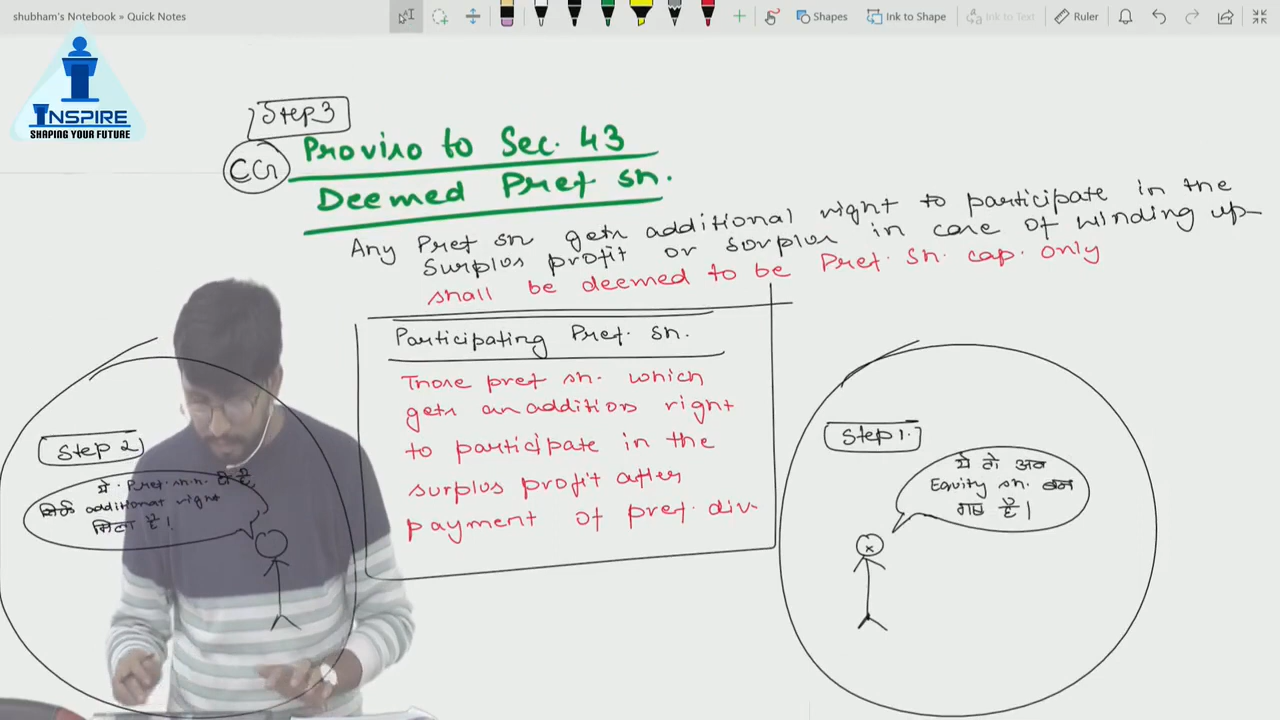 shubham's Notebook » Quick Notes
Shapes
Ink to Shape
Ink to Text
Ruler
INSPIRE
SHAPING YOUR FUTURE
Step 3
CG
Proviso to Sec. 43
Deemed Pref sh.
Any Pref sh gets additional right to participate in the
surplus profit or surplus in case of winding up
shall be deemed to be Pref. sh. cap. only
Participating Pref. sh.
Those pref sh. which
gets an addition right
to participate in the
surplus profit after
payment of pref. div.
Step 2
ये Pref. sh. ही है,
सिर्फ additional right
मिला है।
Step 1.
ये तो अब
Equity sh. बन
गए हैं।